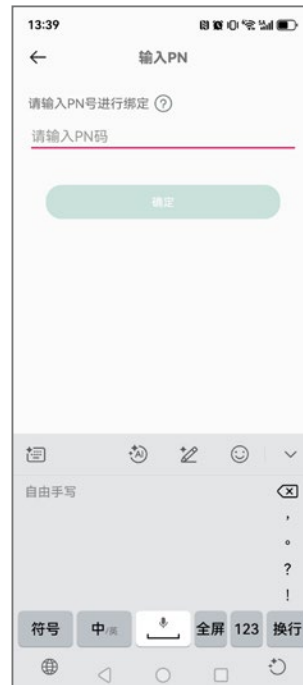 13:39
输入PN
请输入PN号进行绑定 ?
请输入PN码
确定
AI
自由手写
，
。
？
！
符号 中/英 全屏 123 换行